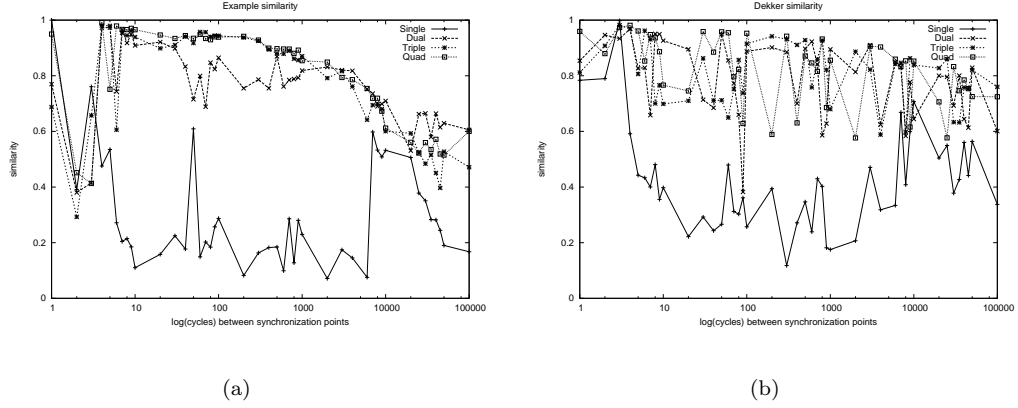 Example similarity
Single
Dual
Triple
Quad
1
0.8
0.6
0.4
0.2
0
similarity
1 10 100 1000 10000 100000
log(cycles) between synchronization points
(a)
Dekker similarity
Single
Dual
Triple
Quad
1
0.8
0.6
0.4
0.2
0
similarity
1 10 100 1000 10000 100000
log(cycles) between synchronization points
(b)